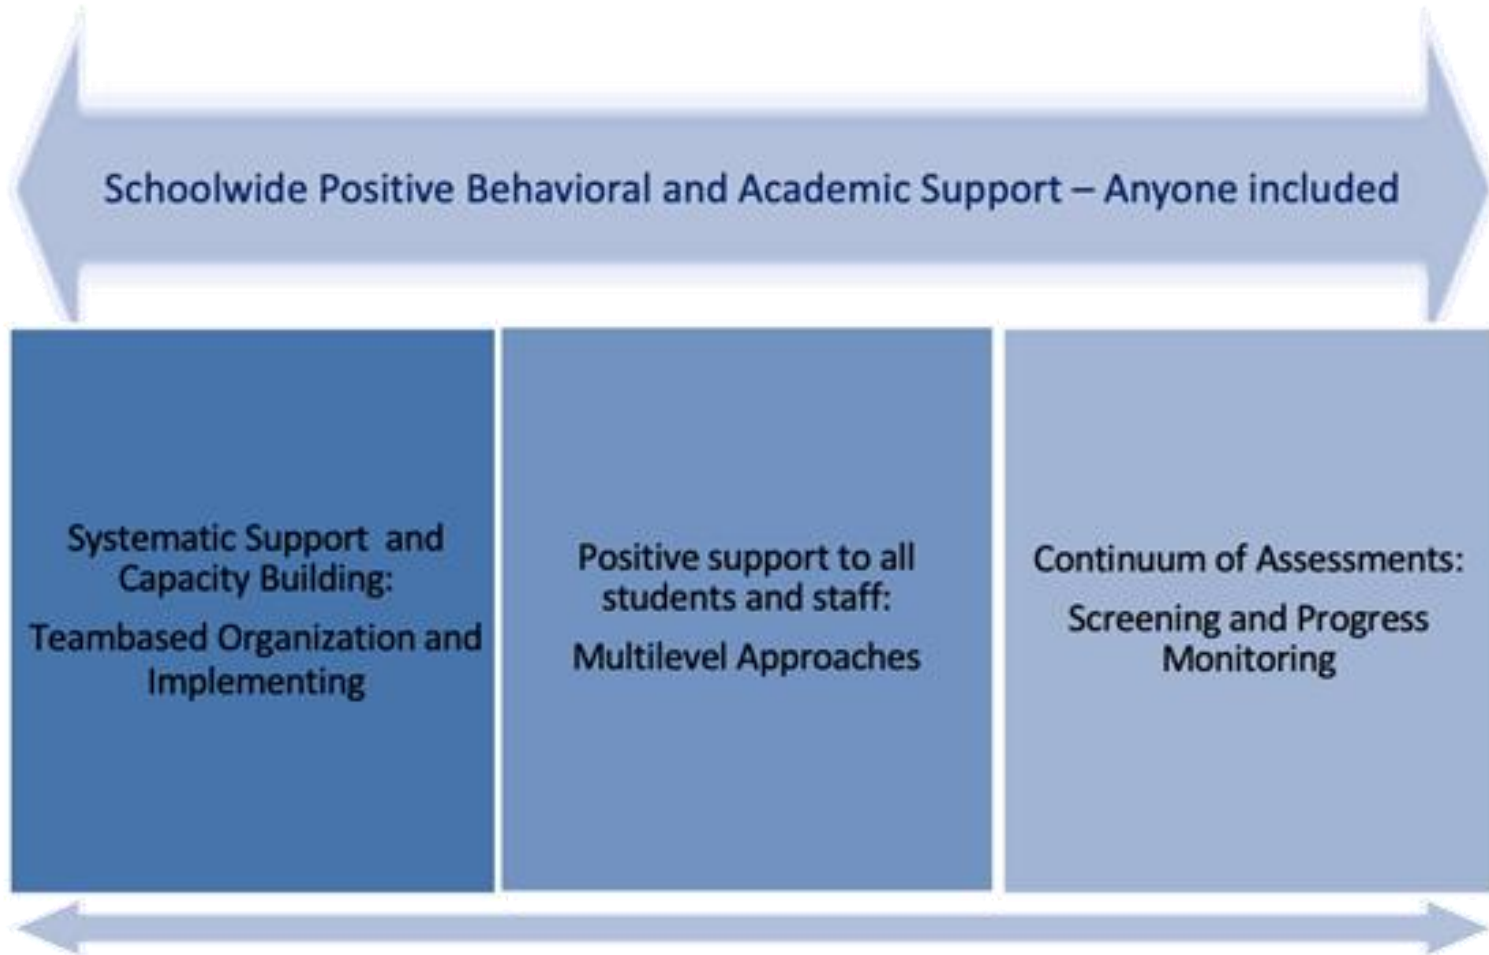 Schoolwide Positive Behavioral and Academic Support – Anyone included
Systematic Support and
Capacity Building:
Teambased Organization and
Implementing
Positive support to all
students and staff:
Multilevel Approaches
Continuum of Assessments:
Screening and Progress
Monitoring